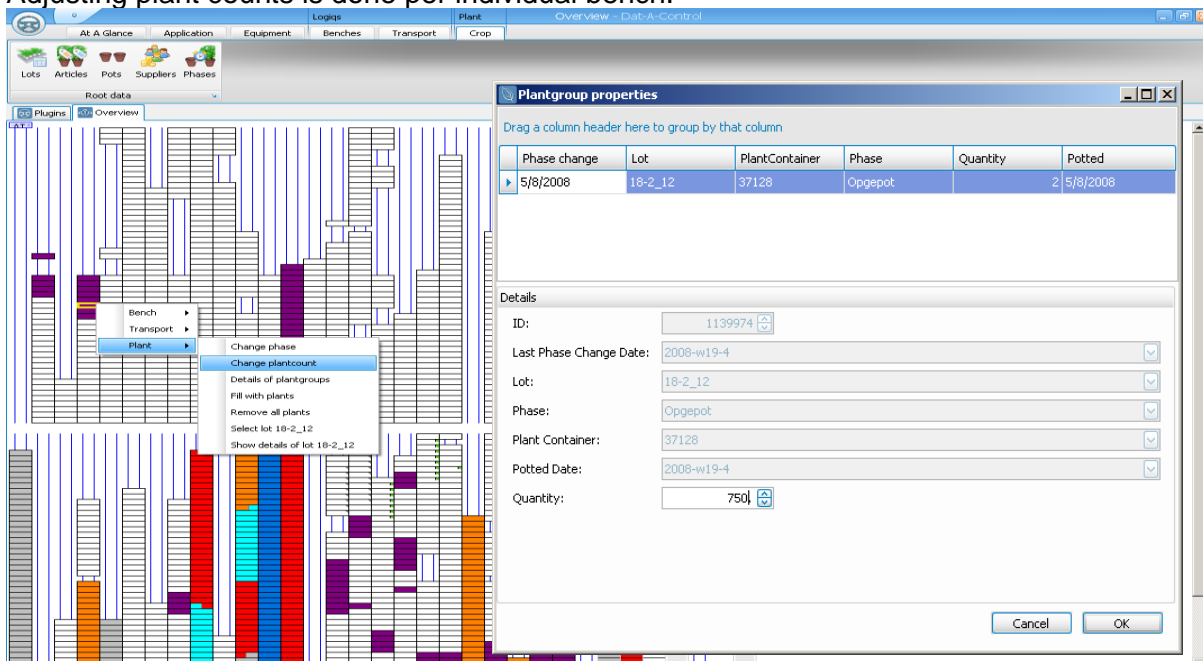 Adjusting plant counts is done per individual bench.
Logiqs Plant Overview - Dat-A-Control
At A Glance Application Equipment Benches Transport Crop
Lots Articles Pots Suppliers Phases
Root data
Plugins Overview
Bench
Transport
Plant
Change phase
Change plantcount
Details of plantgroups
Fill with plants
Remove all plants
Select lot 18-2_12
Show details of lot 18-2_12
Plantgroup properties
Drag a column header here to group by that column
Phase change Lot PlantContainer Phase Quantity Potted
5/8/2008 18-2_12 37128 Opgepot 2 5/8/2008
Details
ID: 1139974
Last Phase Change Date: 2008-w19-4
Lot: 18-2_12
Phase: Opgepot
Plant Container: 37128
Potted Date: 2008-w19-4
Quantity: 750
Cancel OK